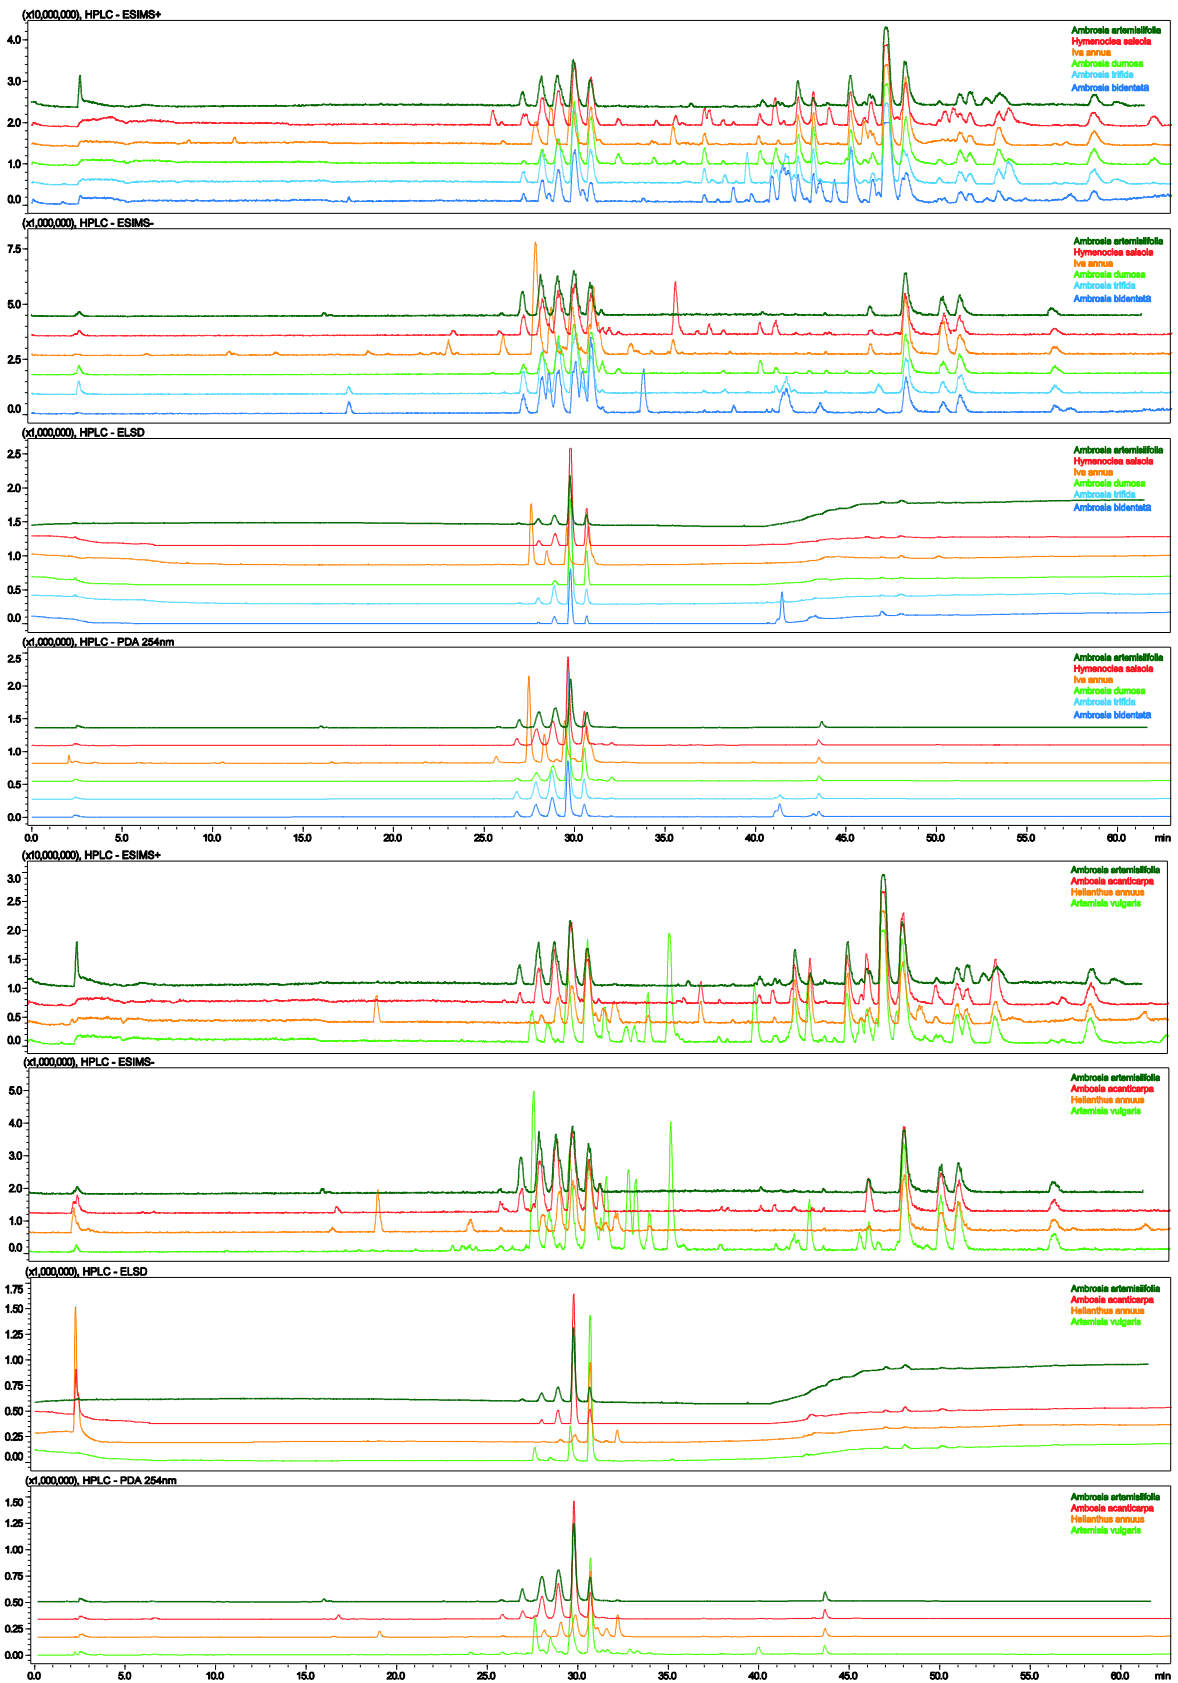 (x10,000,000), HPLC - ESIMS+
Ambrosia artemisiifolia
Hymenoclea salsola
Iva annua
Ambrosia dumosa
Ambrosia trifida
Ambrosia bidentata
4.0
3.0
2.0
1.0
0.0
(x1,000,000), HPLC - ESIMS-
Ambrosia artemisiifolia
Hymenoclea salsola
Iva annua
Ambrosia dumosa
Ambrosia trifida
Ambrosia bidentata
7.5
5.0
2.5
0.0
(x1,000,000), HPLC - ELSD
Ambrosia artemisiifolia
Hymenoclea salsola
Iva annua
Ambrosia dumosa
Ambrosia trifida
Ambrosia bidentata
2.5
2.0
1.5
1.0
0.5
0.0
(x1,000,000), HPLC - PDA 254nm
Ambrosia artemisiifolia
Hymenoclea salsola
Iva annua
Ambrosia dumosa
Ambrosia trifida
Ambrosia bidentata
2.5
2.0
1.5
1.0
0.5
0.0
0.0 5.0 10.0 15.0 20.0 25.0 30.0 35.0 40.0 45.0 50.0 55.0 60.0 min
(x10,000,000), HPLC - ESIMS+
Ambrosia artemisiifolia
Ambosia acanticarpa
Helianthus annuus
Artemisia vulgaris
3.0
2.5
2.0
1.5
1.0
0.5
0.0
(x1,000,000), HPLC - ESIMS-
Ambrosia artemisiifolia
Ambosia acanticarpa
Helianthus annuus
Artemisia vulgaris
5.0
4.0
3.0
2.0
1.0
0.0
(x1,000,000), HPLC - ELSD
Ambrosia artemisiifolia
Ambosia acanticarpa
Helianthus annuus
Artemisia vulgaris
1.75
1.50
1.25
1.00
0.75
0.50
0.25
0.00
(x1,000,000), HPLC - PDA 254nm
Ambrosia artemisiifolia
Ambosia acanticarpa
Helianthus annuus
Artemisia vulgaris
1.50
1.25
1.00
0.75
0.50
0.25
0.00
0.0 5.0 10.0 15.0 20.0 25.0 30.0 35.0 40.0 45.0 50.0 55.0 60.0 min